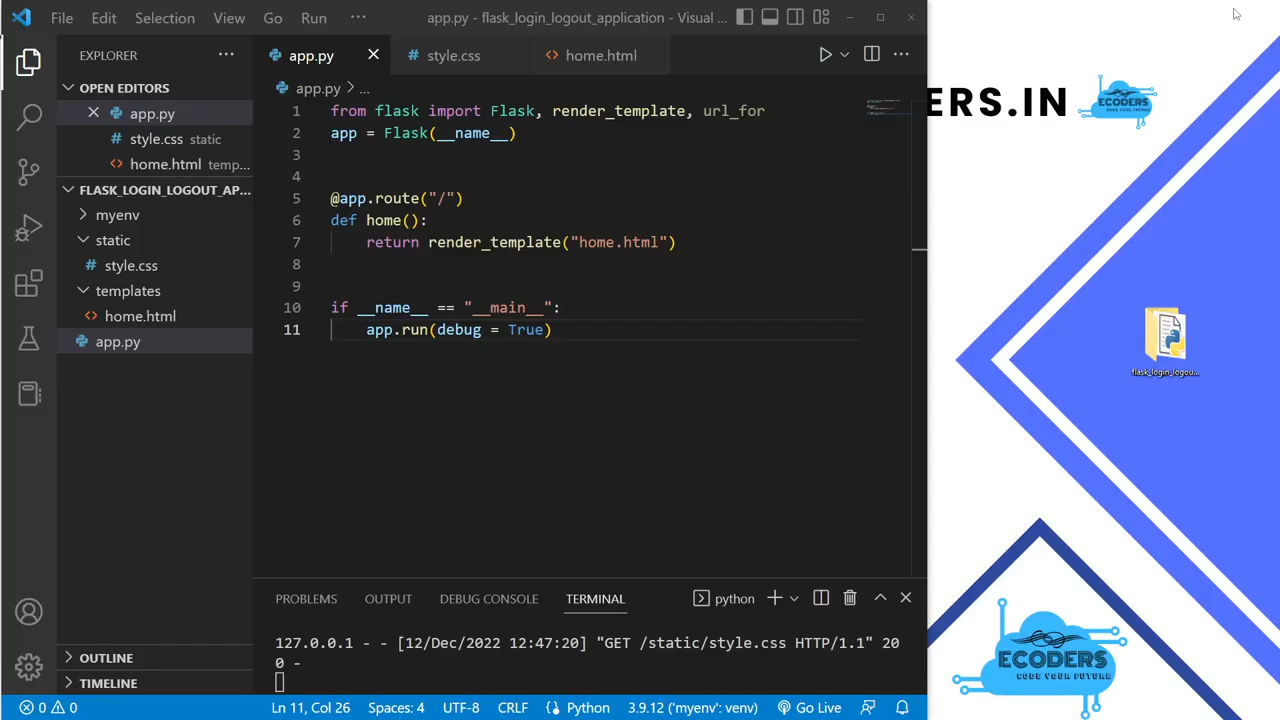 File Edit Selection View Go Run ··· app.py - flask_login_logout_application - Visual ...
EXPLORER ···
OPEN EDITORS
app.py
style.css static
home.html temp...
FLASK_LOGIN_LOGOUT_AP...
myenv
static
# style.css
templates
<> home.html
app.py
OUTLINE
TIMELINE
app.py # style.css <> home.html
app.py > ...
1 from flask import Flask, render_template, url_for
2 app = Flask(__name__)
3
4
5 @app.route("/")
6 def home():
7 return render_template("home.html")
8
9
10 if __name__ == "__main__":
11 app.run(debug = True)
PROBLEMS OUTPUT DEBUG CONSOLE TERMINAL python
127.0.0.1 - - [12/Dec/2022 12:47:20] "GET /static/style.css HTTP/1.1" 20
0 -
0 0 Ln 11, Col 26 Spaces: 4 UTF-8 CRLF Python 3.9.12 ('myenv': venv) Go Live
ERS.IN
ECODERS
CODE YOUR FUTURE
flask_login_logou...
ECODERS
CODE YOUR FUTURE